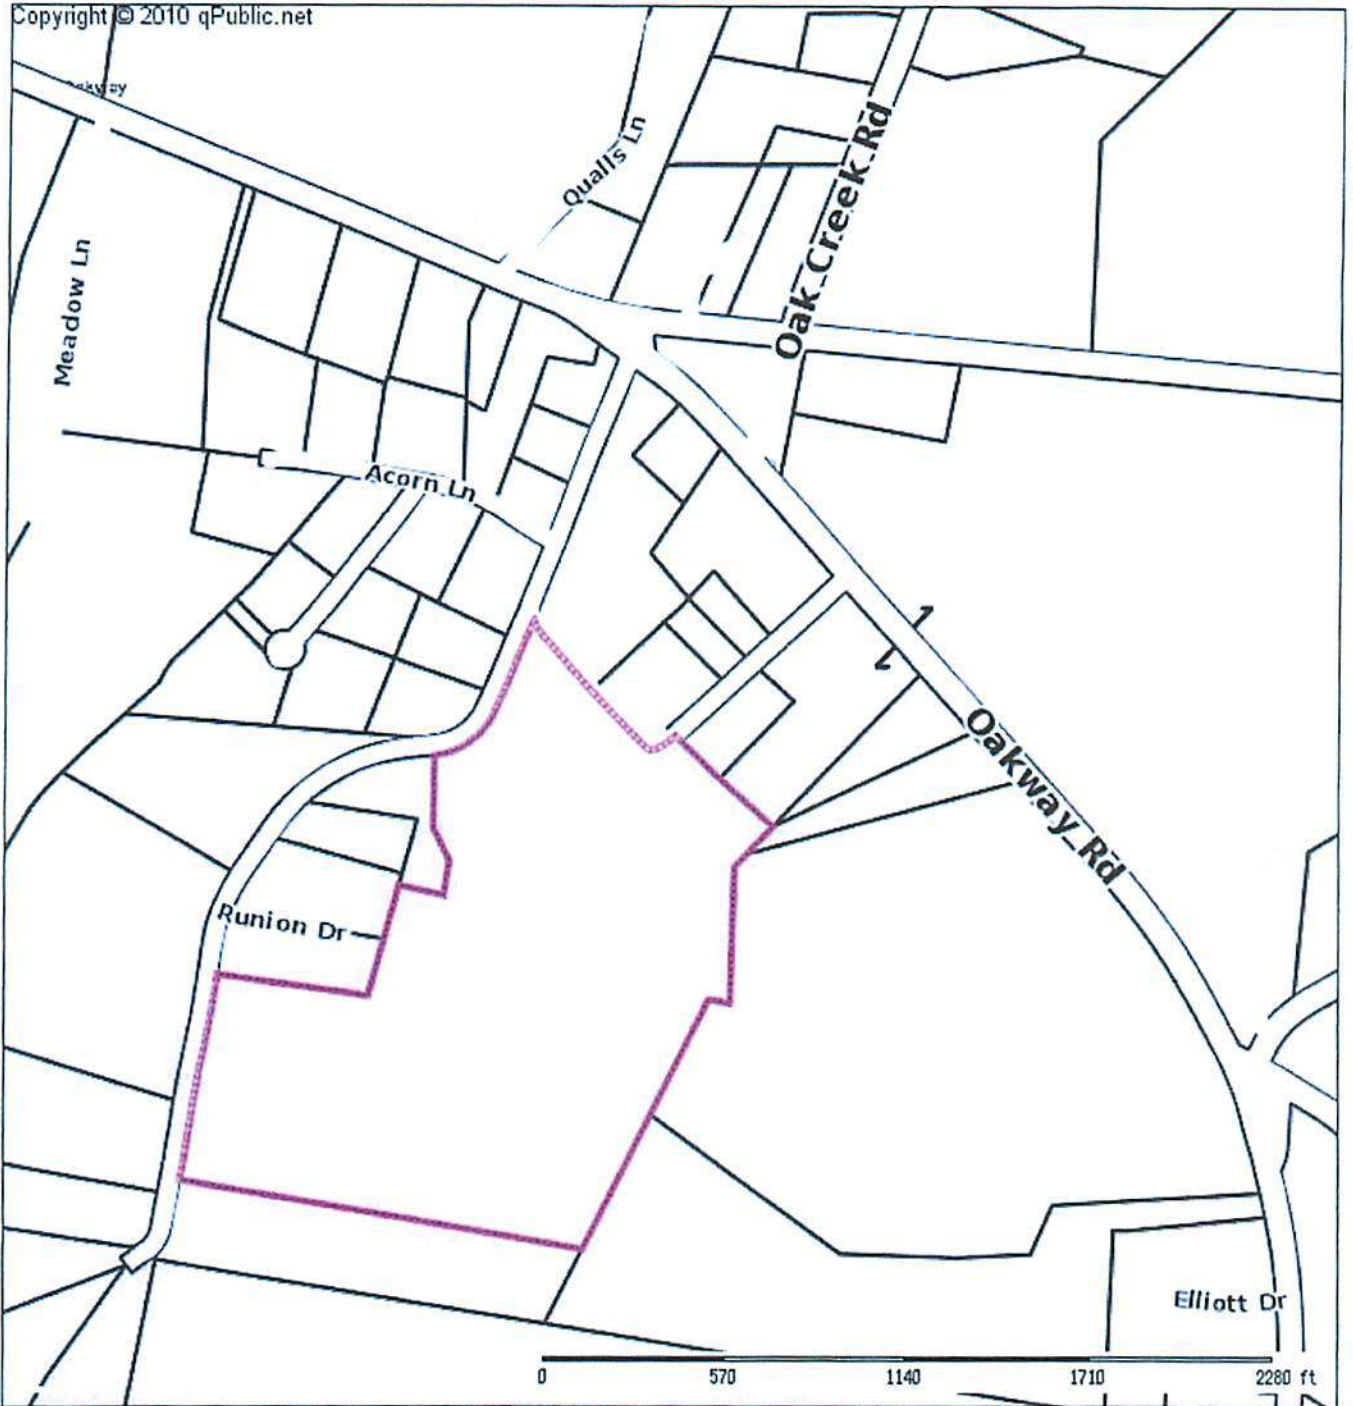 Copyright © 2010 qPublic.net
Qualls Ln
Oak Creek Rd
Meadow Ln
Acorn Ln
Oakway Rd
Runion Dr
Elliott Dr
0 570 1140 1710 2280 ft